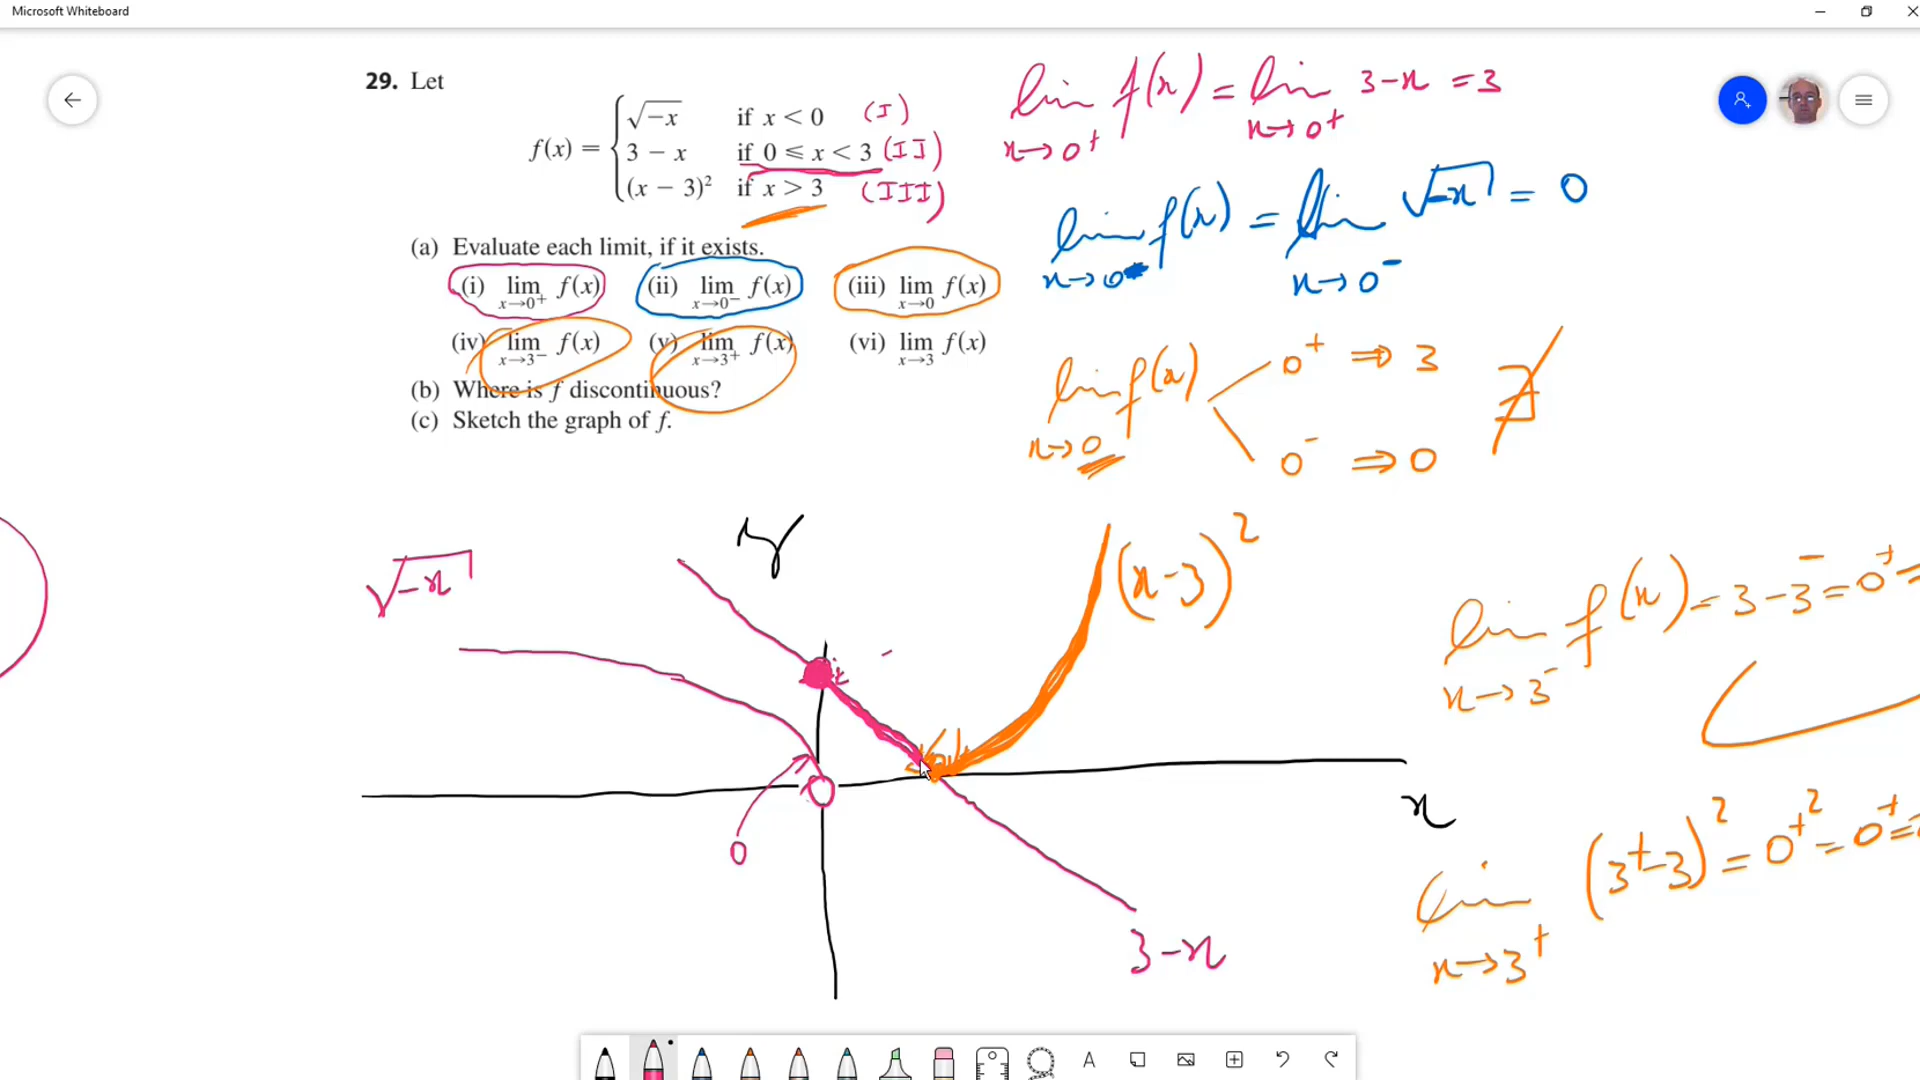 Microsoft Whiteboard
29. Let
f(x) = { √−x if x < 0 (I)
3 − x if 0 ⩽ x < 3 (II)
(x − 3)² if x > 3 (III)
(a) Evaluate each limit, if it exists.
(i) lim x→0⁺ f(x) (ii) lim x→0⁻ f(x) (iii) lim x→0 f(x)
(iv) lim x→3⁻ f(x) (v) lim x→3⁺ f(x) (vi) lim x→3 f(x)
(b) Where is f discontinuous?
(c) Sketch the graph of f.
lim x→0⁺ f(x) = lim x→0⁺ 3−x = 3
lim x→0⁻ f(x) = lim x→0⁻ √−x = 0
lim x→0 f(x)
0⁺ ⇒ 3
0⁻ ⇒ 0
∄
y
√−x
(x−3)²
0
x
3−x
lim x→3⁻ f(x) = 3−3⁻ = 0⁺ =
lim x→3⁺ (3⁺−3)² = 0⁺² = 0⁺ =
A